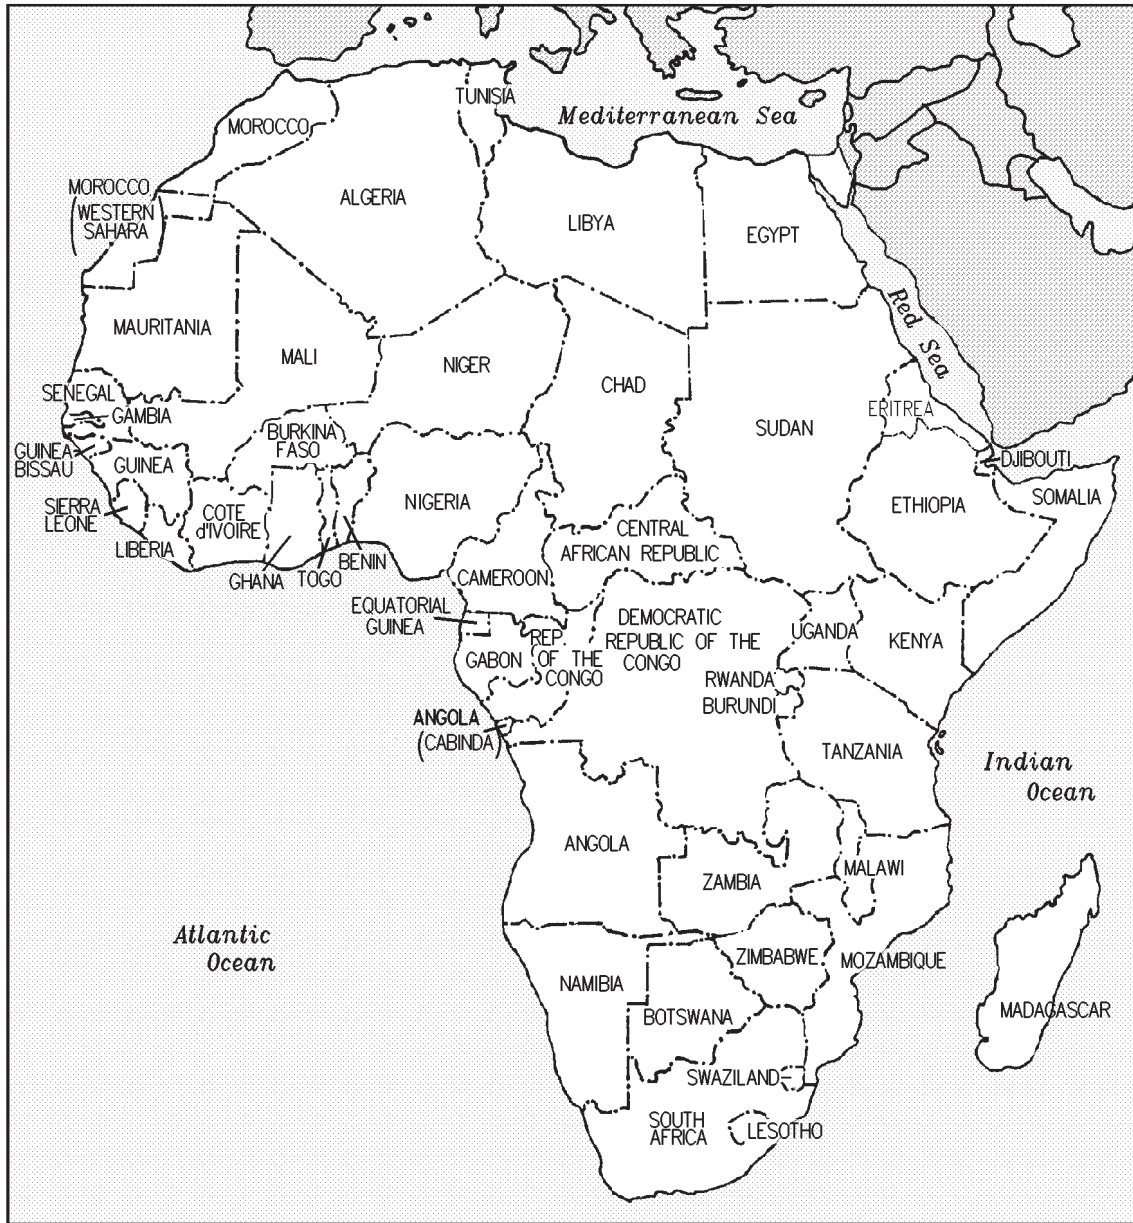 TUNISIA
Mediterranean Sea
MOROCCO
MOROCCO
(WESTERN
SAHARA)
ALGERIA
LIBYA
EGYPT
Red Sea
MAURITANIA
MALI
NIGER
CHAD
SUDAN
ERITREA
SENEGAL
GAMBIA
GUINEA
BISSAU
GUINEA
BURKINA
FASO
DJIBOUTI
SOMALIA
ETHIOPIA
NIGERIA
SIERRA
LEONE
COTE
d'IVOIRE
LIBERIA
GHANA
TOGO
BENIN
CENTRAL
AFRICAN REPUBLIC
CAMEROON
EQUATORIAL
GUINEA
GABON
REP.
OF THE
CONGO
DEMOCRATIC
REPUBLIC OF THE
CONGO
UGANDA
KENYA
RWANDA
BURUNDI
ANGOLA
(CABINDA)
TANZANIA
Indian
Ocean
ANGOLA
ZAMBIA
MALAWI
Atlantic
Ocean
ZIMBABWE
MOZAMBIQUE
NAMIBIA
BOTSWANA
MADAGASCAR
SWAZILAND
SOUTH
AFRICA
LESOTHO